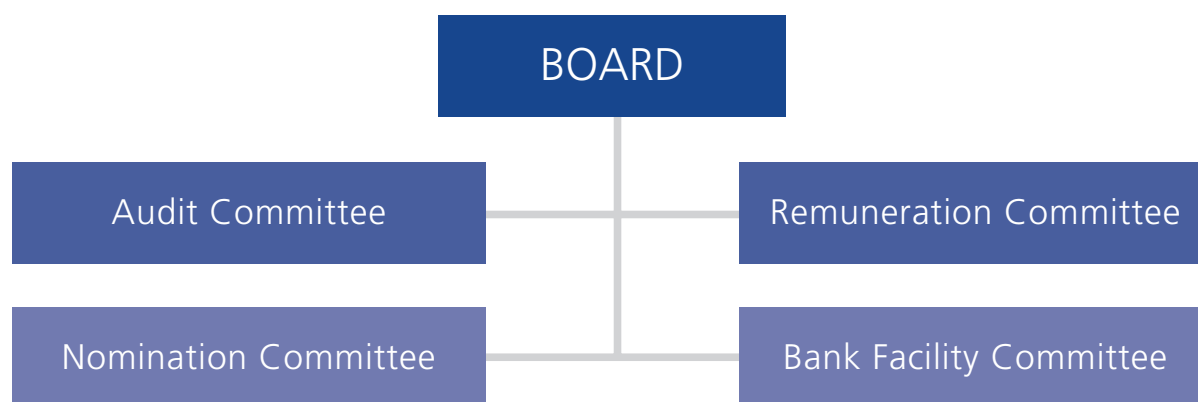 BOARD
Audit Committee
Remuneration Committee
Nomination Committee
Bank Facility Committee